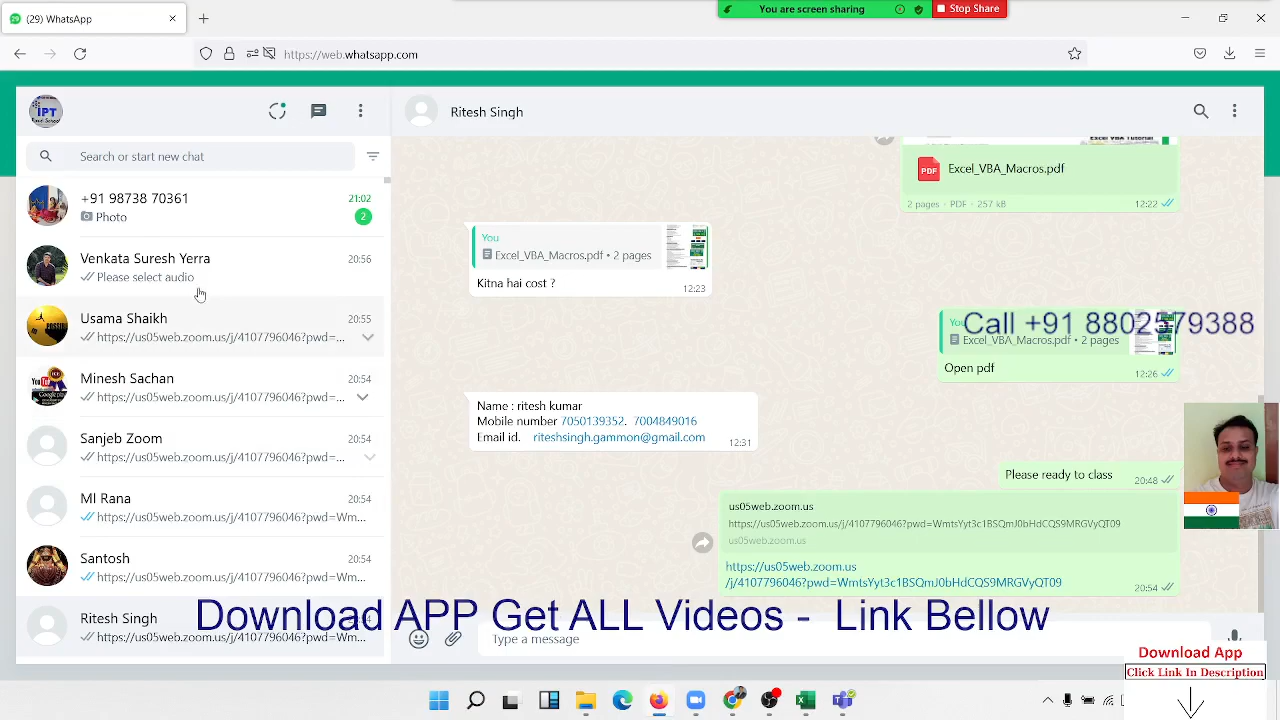 (29) WhatsApp
You are screen sharing
Stop Share
https://web.whatsapp.com
IPT
Ritesh Singh
Search or start new chat
+91 98738 70361
21:02
Photo
2
Venkata Suresh Yerra
20:56
Please select audio
Usama Shaikh
20:55
https://us05web.zoom.us/j/4107796046?pwd=...
Minesh Sachan
20:54
https://us05web.zoom.us/j/4107796046?pwd=...
Sanjeb Zoom
20:54
https://us05web.zoom.us/j/4107796046?pwd=...
MI Rana
20:54
https://us05web.zoom.us/j/4107796046?pwd=Wm...
Santosh
20:54
https://us05web.zoom.us/j/4107796046?pwd=Wm...
Ritesh Singh
https://us05web.zoom.us/j/4107796046?pwd=Wm...
Excel VBA Tutorial
PDF
Excel_VBA_Macros.pdf
2 pages · PDF · 257 kB
12:22
You
Excel_VBA_Macros.pdf • 2 pages
Kitna hai cost ?
12:23
You
Call +91 8802579388
Excel_VBA_Macros.pdf • 2 pages
Open pdf
12:26
Name : ritesh kumar
Mobile number 7050139352. 7004849016
Email id. riteshsingh.gammon@gmail.com
12:31
Please ready to class
20:48
us05web.zoom.us
https://us05web.zoom.us/j/4107796046?pwd=WmtsYyt3c1BSQmJ0bHdCQS9MRGVyQT09
us05web.zoom.us
https://us05web.zoom.us
/j/4107796046?pwd=WmtsYyt3c1BSQmJ0bHdCQS9MRGVyQT09
20:54
Download APP Get ALL Videos - Link Bellow
Type a message
Download App
Click Link In Description